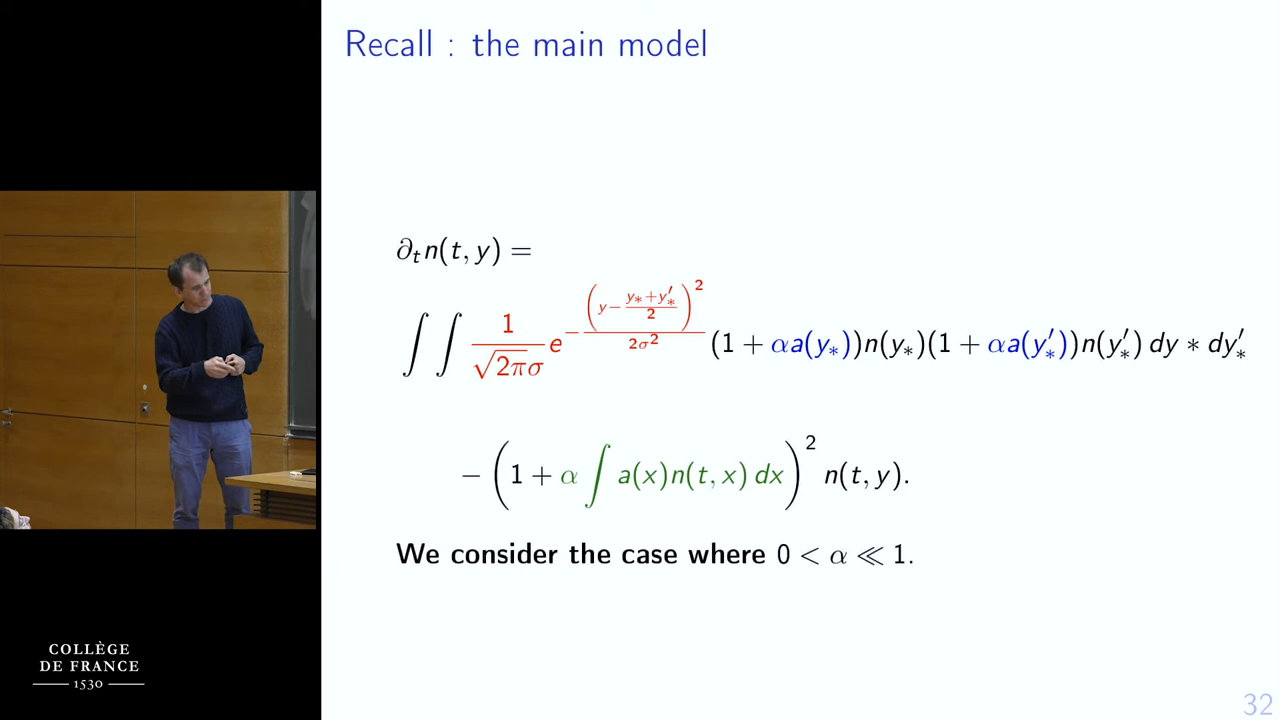 Recall : the main model
∂ₜn(t, y) =
∫∫ 1/(√2π σ) e^{−(y − (y∗+y′∗)/2)²/(2σ²)} (1 + αa(y∗))n(y∗)(1 + αa(y′∗))n(y′∗) dy ∗ dy′∗
− (1 + α ∫ a(x)n(t, x) dx)² n(t, y).
We consider the case where 0 < α ≪ 1.
COLLÈGE
DE FRANCE
1530
32